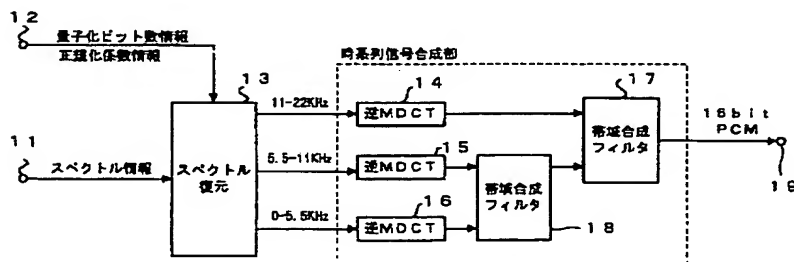 12
量子化ビット数情報
正規化係数情報
11
スペクトル情報
13
スペクトル
復元
11-22KHz
5.5-11KHz
0-5.5KHz
時系列信号合成部
14
逆MDCT
15
逆MDCT
16
逆MDCT
帯域合成
フィルタ
18
17
帯域合成
フィルタ
16bit
PCM
19